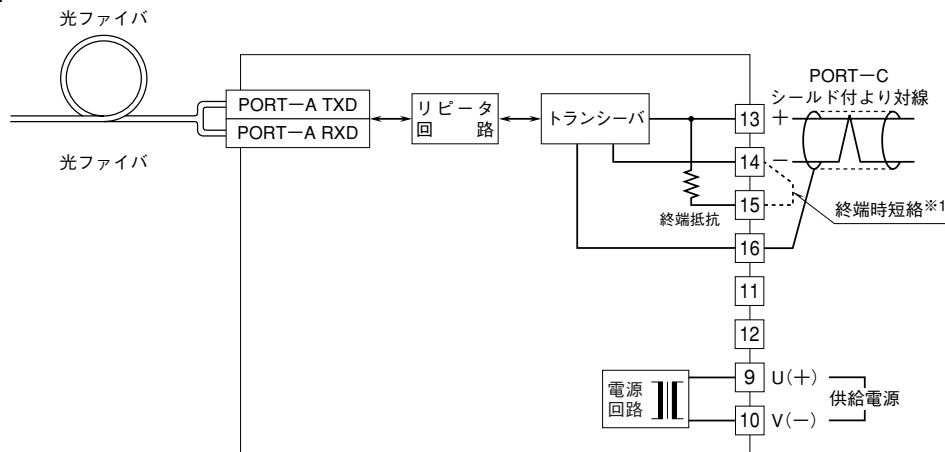 光ファイバ
光ファイバ
PORT－A TXD
PORT－A RXD
リピータ
回　路
トランシーバ
終端抵抗
13
14
15
16
11
12
9
10
＋
－
PORT－C
シールド付より対線
終端時短絡※1
電源
回路
U（＋）
V（－）
供給電源